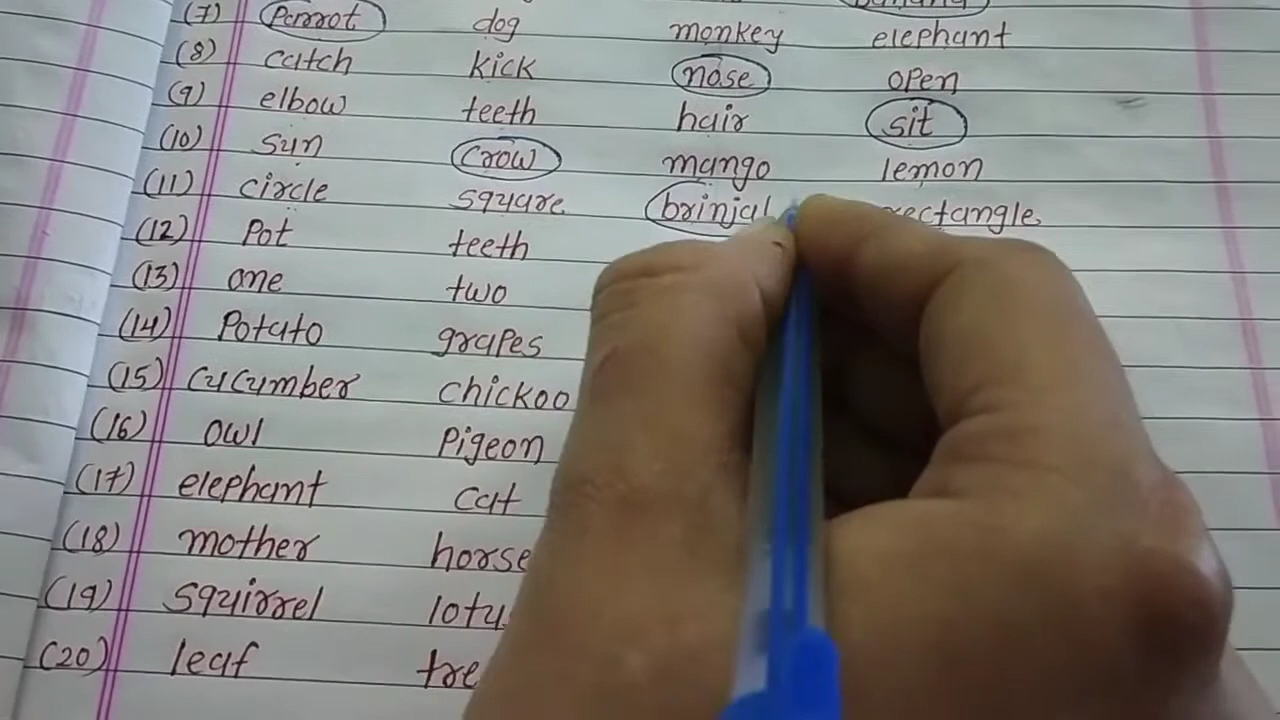 (7) Parrot dog monkey elephant
(8) catch kick nose open
(9) elbow teeth hair sit
(10) sun crow mango lemon
(11) circle square brinjal rectangle
(12) Pot teeth
(13) one two
(14) Potato grapes
(15) cucumber chickoo
(16) owl Pigeon
(17) elephant cat
(18) mother horse
(19) squirrel
(20) leaf